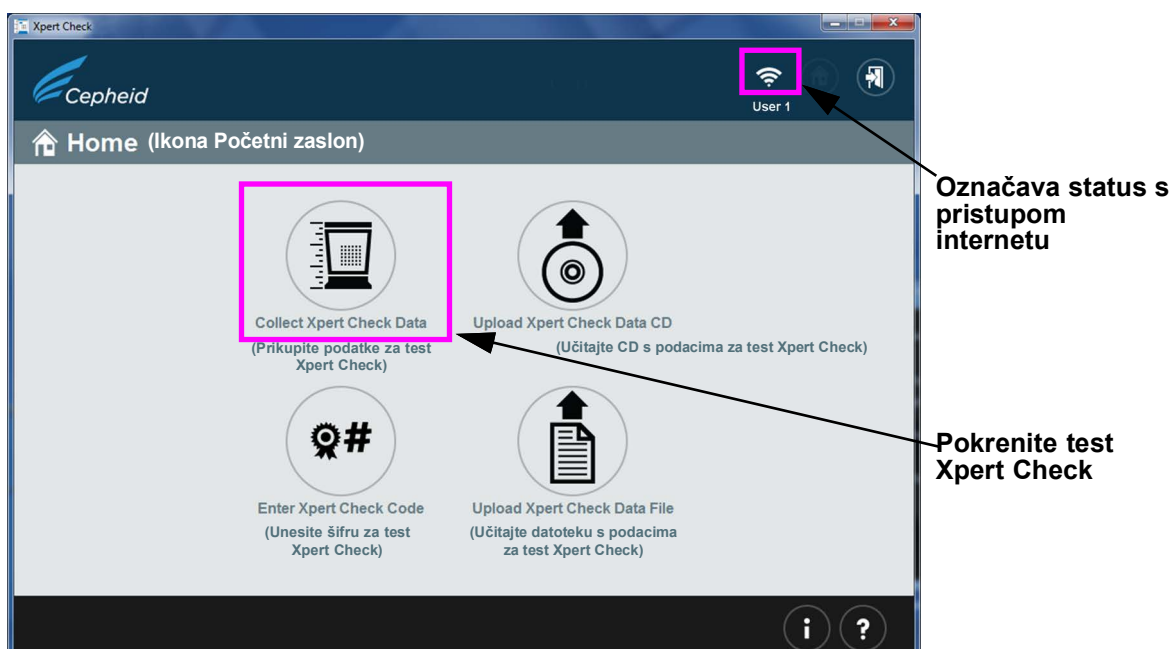 Xpert Check
Cepheid
User 1
Home (Ikona Početni zaslon)
Označava status s
pristupom
internetu
Collect Xpert Check Data
(Prikupite podatke za test
Xpert Check)
Upload Xpert Check Data CD
(Učitajte CD s podacima za test Xpert Check)
Pokrenite test
Xpert Check
#
Enter Xpert Check Code
(Unesite šifru za test
Xpert Check)
Upload Xpert Check Data File
(Učitajte datoteku s podacima
za test Xpert Check)
i ?